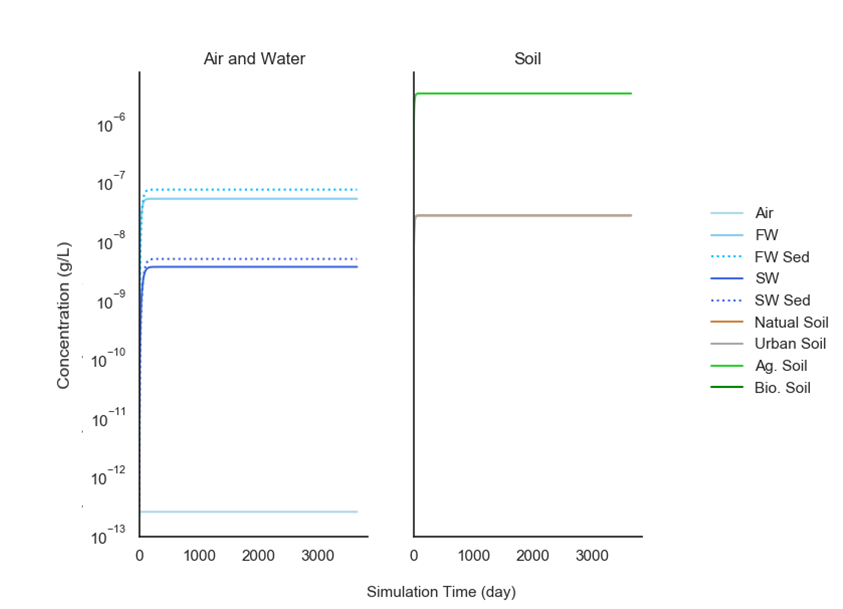 Air and Water
Soil
Concentration (g/L)
10⁻⁶
10⁻⁷
10⁻⁸
10⁻⁹
10⁻¹⁰
10⁻¹¹
10⁻¹²
10⁻¹³
0 1000 2000 3000
0 1000 2000 3000
Simulation Time (day)
Air
FW
FW Sed
SW
SW Sed
Natual Soil
Urban Soil
Ag. Soil
Bio. Soil